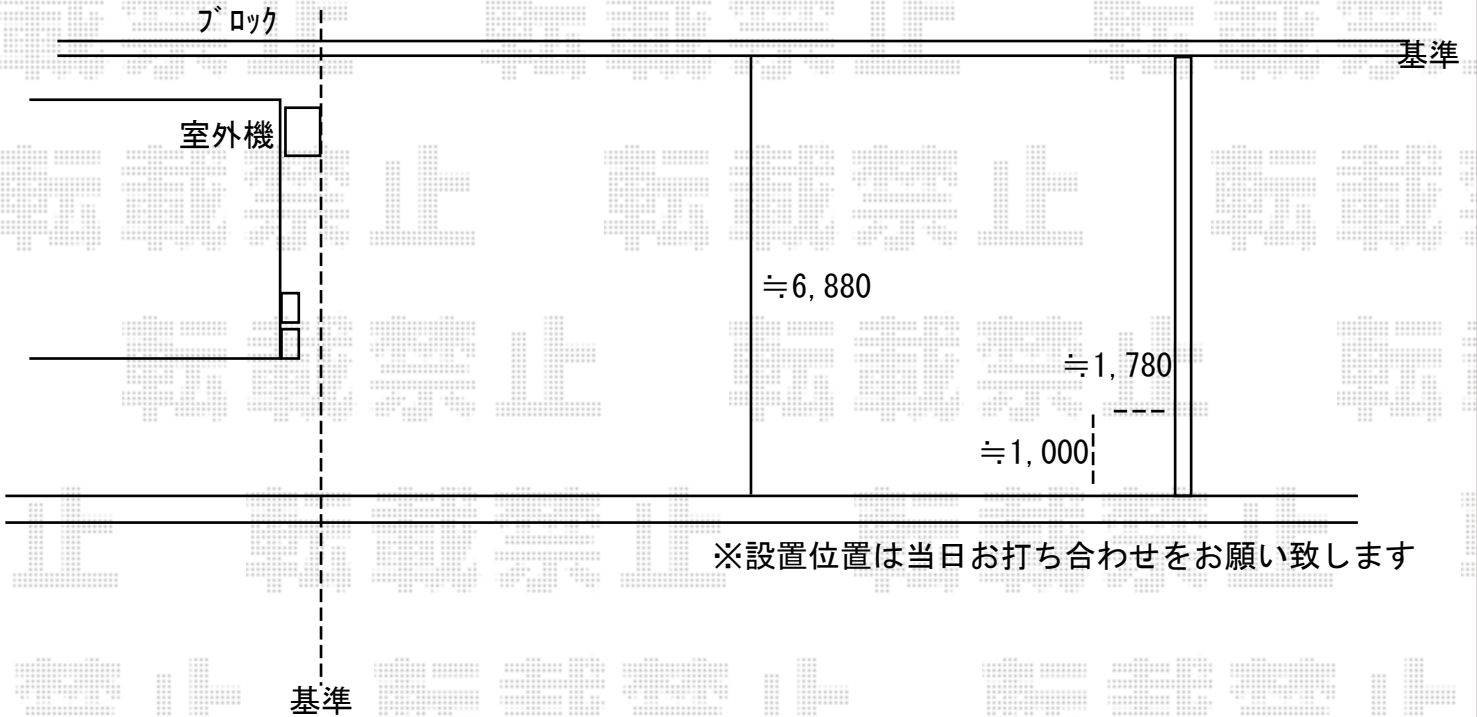 ブロック
基準
室外機
≒6,880
≒1,780
≒1,000
※設置位置は当日お打ち合わせをお願い致します
基準
転載禁止